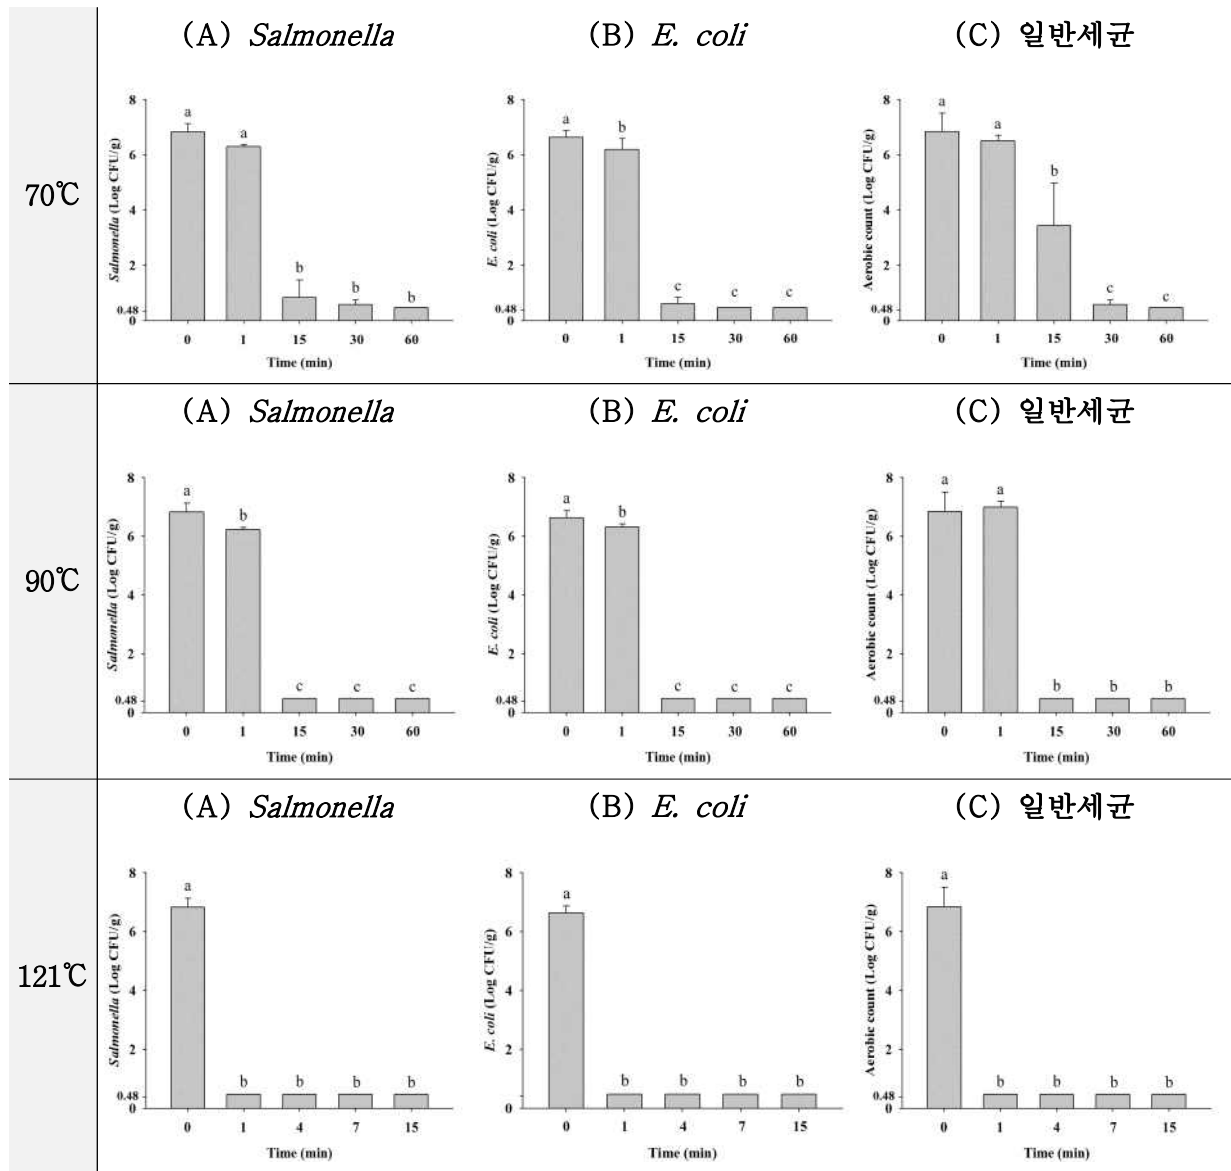 (A) Salmonella
(B) E. coli
(C) 일반세균
70℃
Salmonella (Log CFU/g)
8
6
4
2
0.48
0
a
a
b
b
b
0 1 15 30 60
Time (min)
E. coli (Log CFU/g)
8
6
4
2
0.48
0
a
b
c
c
c
0 1 15 30 60
Time (min)
Aerobic count (Log CFU/g)
8
6
4
2
0.48
0
a
a
b
c
c
0 1 15 30 60
Time (min)
(A) Salmonella
(B) E. coli
(C) 일반세균
90℃
Salmonella (Log CFU/g)
8
6
4
2
0.48
0
a
b
c
c
c
0 1 15 30 60
Time (min)
E. coli (Log CFU/g)
8
6
4
2
0.48
0
a
b
c
c
c
0 1 15 30 60
Time (min)
Aerobic count (Log CFU/g)
8
6
4
2
0.48
0
a
a
b
b
b
0 1 15 30 60
Time (min)
(A) Salmonella
(B) E. coli
(C) 일반세균
121℃
Salmonella (Log CFU/g)
8
6
4
2
0.48
0
a
b
b
b
b
0 1 4 7 15
Time (min)
E. coli (Log CFU/g)
8
6
4
2
0
a
b
b
b
b
0 1 4 7 15
Time (min)
Aerobic count (Log CFU/g)
8
6
4
2
0.48
0
a
b
b
b
b
0 1 4 7 15
Time (min)